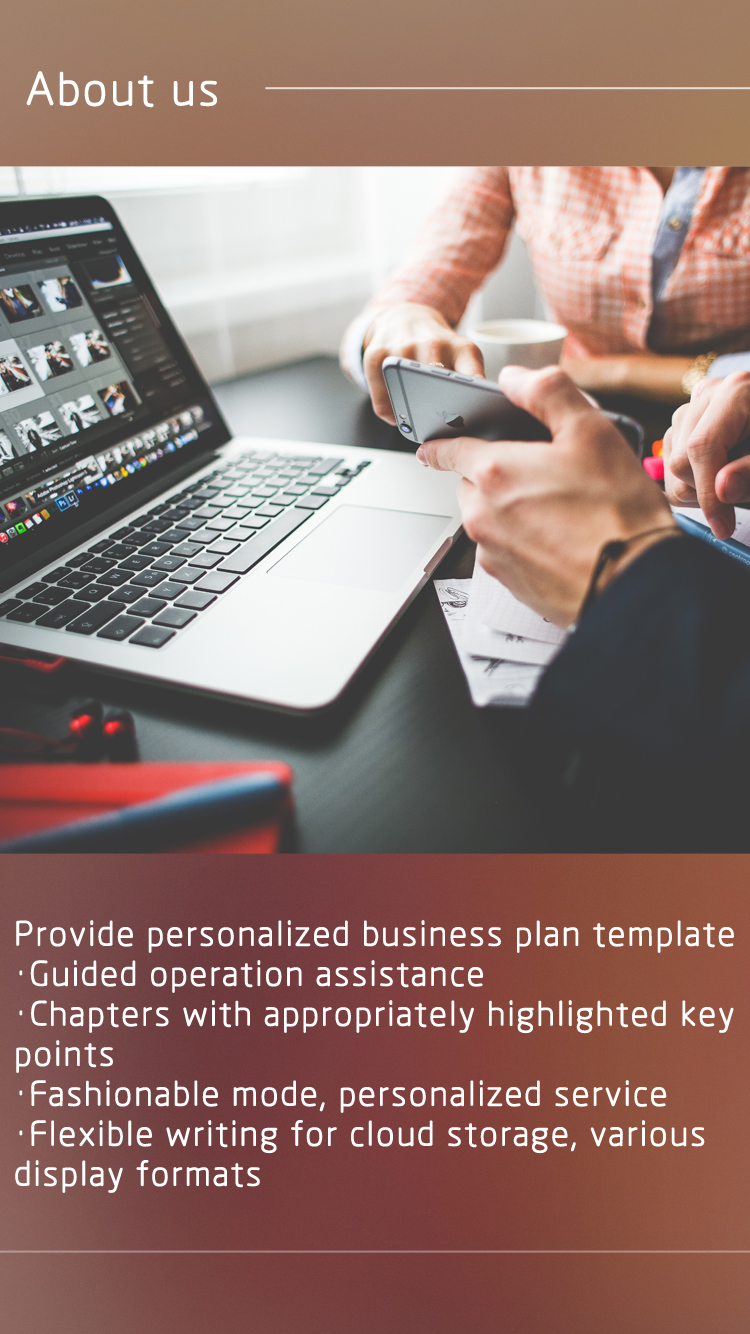 About us
Provide personalized business plan template
·Guided operation assistance
·Chapters with appropriately highlighted key
points
·Fashionable mode, personalized service
·Flexible writing for cloud storage, various
display formats